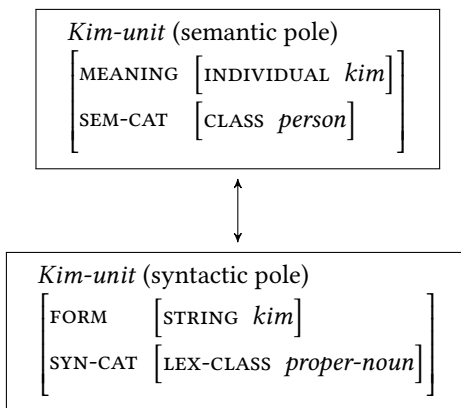 Kim-unit (semantic pole)
[MEANING [INDIVIDUAL kim]
SEM-CAT [CLASS person]]
Kim-unit (syntactic pole)
[FORM [STRING kim]
SYN-CAT [LEX-CLASS proper-noun]]